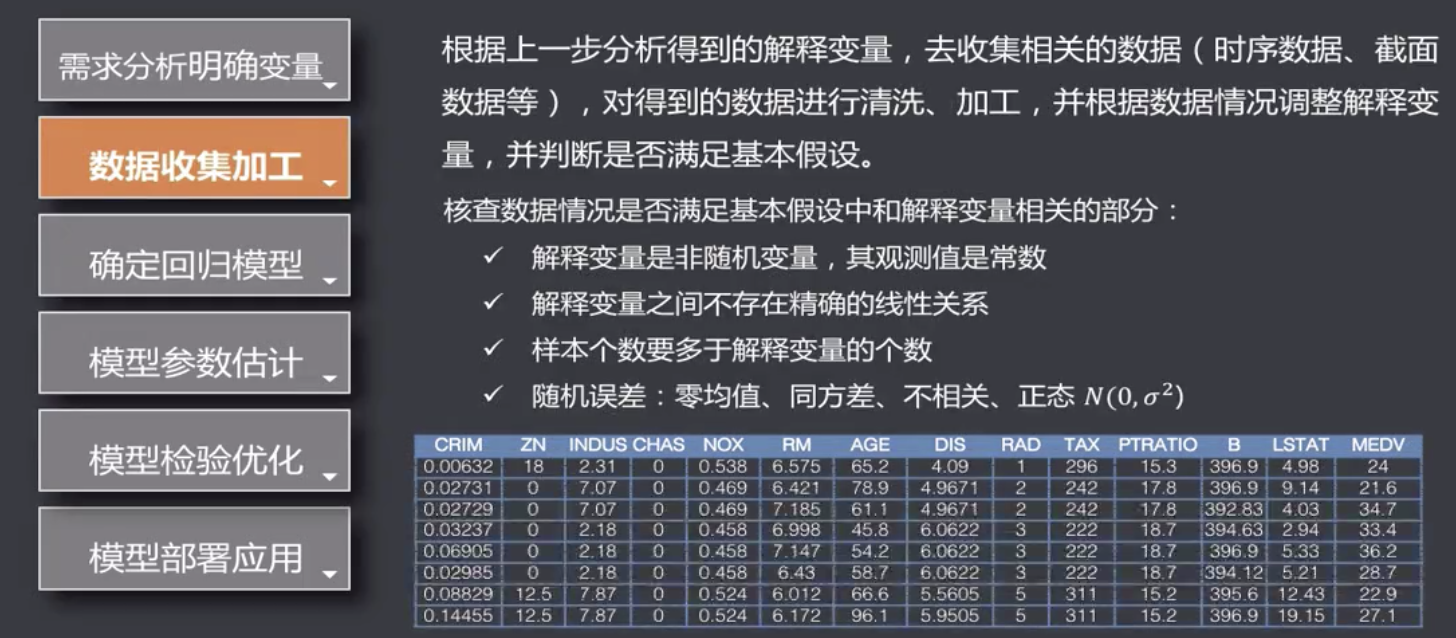 需求分析明确变量
数据收集加工
确定回归模型
模型参数估计
模型检验优化
模型部署应用
根据上一步分析得到的解释变量，去收集相关的数据（时序数据、截面
数据等），对得到的数据进行清洗、加工，并根据数据情况调整解释变
量，并判断是否满足基本假设。
核查数据情况是否满足基本假设中和解释变量相关的部分：
✓ 解释变量是非随机变量，其观测值是常数
✓ 解释变量之间不存在精确的线性关系
✓ 样本个数要多于解释变量的个数
✓ 随机误差：零均值、同方差、不相关、正态 N(0, σ²)
CRIM ZN INDUS CHAS NOX RM AGE DIS RAD TAX PTRATIO B LSTAT MEDV
0.00632 18 2.31 0 0.538 6.575 65.2 4.09 1 296 15.3 396.9 4.98 24
0.02731 0 7.07 0 0.469 6.421 78.9 4.9671 2 242 17.8 396.9 9.14 21.6
0.02729 0 7.07 0 0.469 7.185 61.1 4.9671 2 242 17.8 392.83 4.03 34.7
0.03237 0 2.18 0 0.458 6.998 45.8 6.0622 3 222 18.7 394.63 2.94 33.4
0.06905 0 2.18 0 0.458 7.147 54.2 6.0622 3 222 18.7 396.9 5.33 36.2
0.02985 0 2.18 0 0.458 6.43 58.7 6.0622 3 222 18.7 394.12 5.21 28.7
0.08829 12.5 7.87 0 0.524 6.012 66.6 5.5605 5 311 15.2 395.6 12.43 22.9
0.14455 12.5 7.87 0 0.524 6.172 96.1 5.9505 5 311 15.2 396.9 19.15 27.1